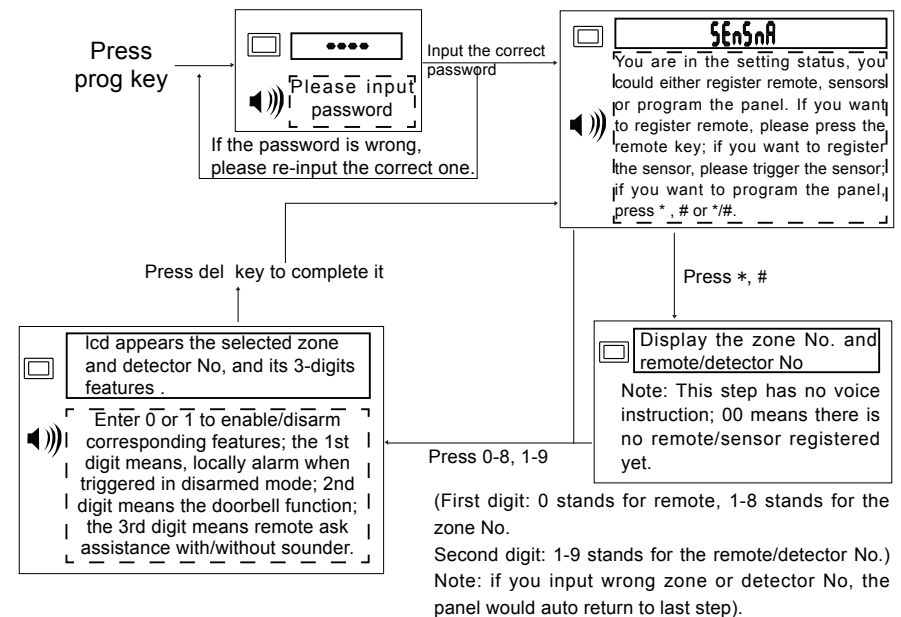 Press
prog key
****
Please input
password
Input the correct
password
If the password is wrong,
please re-input the correct one.
SEnSnA
You are in the setting status, you
could either register remote, sensors
or program the panel. If you want
to register remote, please press the
remote key; if you want to register
the sensor, please trigger the sensor;
if you want to program the panel,
press * , # or */#.
Press del key to complete it
Press *, #
lcd appears the selected zone
and detector No, and its 3-digits
features .
Enter 0 or 1 to enable/disarm
corresponding features; the 1st
digit means, locally alarm when
triggered in disarmed mode; 2nd
digit means the doorbell function;
the 3rd digit means remote ask
assistance with/without sounder.
Display the zone No. and
remote/detector No
Note: This step has no voice
instruction; 00 means there is
no remote/sensor registered
yet.
Press 0-8, 1-9
(First digit: 0 stands for remote, 1-8 stands for the
zone No.
Second digit: 1-9 stands for the remote/detector No.)
Note: if you input wrong zone or detector No, the
panel would auto return to last step).